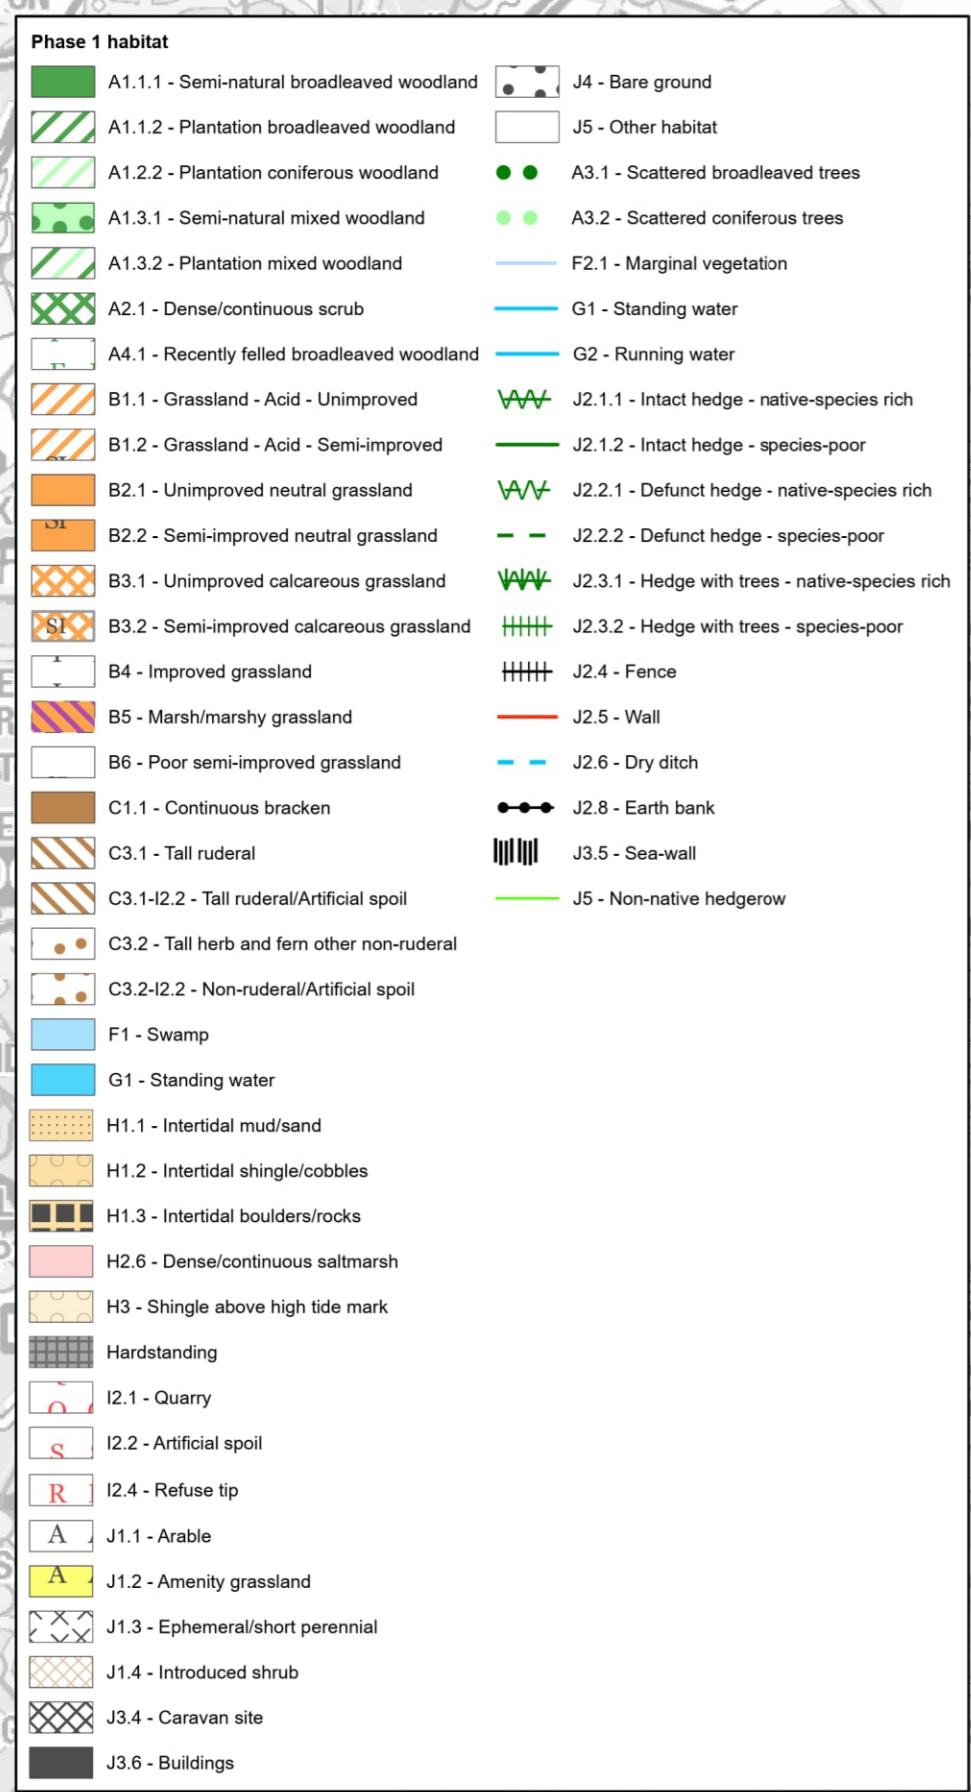 Phase 1 habitat
A1.1.1 - Semi-natural broadleaved woodland
A1.1.2 - Plantation broadleaved woodland
A1.2.2 - Plantation coniferous woodland
A1.3.1 - Semi-natural mixed woodland
A1.3.2 - Plantation mixed woodland
A2.1 - Dense/continuous scrub
A4.1 - Recently felled broadleaved woodland
B1.1 - Grassland - Acid - Unimproved
B1.2 - Grassland - Acid - Semi-improved
B2.1 - Unimproved neutral grassland
SI B2.2 - Semi-improved neutral grassland
B3.1 - Unimproved calcareous grassland
SI B3.2 - Semi-improved calcareous grassland
B4 - Improved grassland
B5 - Marsh/marshy grassland
B6 - Poor semi-improved grassland
C1.1 - Continuous bracken
C3.1 - Tall ruderal
C3.1-I2.2 - Tall ruderal/Artificial spoil
C3.2 - Tall herb and fern other non-ruderal
C3.2-I2.2 - Non-ruderal/Artificial spoil
F1 - Swamp
G1 - Standing water
H1.1 - Intertidal mud/sand
H1.2 - Intertidal shingle/cobbles
H1.3 - Intertidal boulders/rocks
H2.6 - Dense/continuous saltmarsh
H3 - Shingle above high tide mark
Hardstanding
I2.1 - Quarry
S I2.2 - Artificial spoil
R I2.4 - Refuse tip
A J1.1 - Arable
A J1.2 - Amenity grassland
J1.3 - Ephemeral/short perennial
J1.4 - Introduced shrub
J3.4 - Caravan site
J3.6 - Buildings
J4 - Bare ground
J5 - Other habitat
A3.1 - Scattered broadleaved trees
A3.2 - Scattered coniferous trees
F2.1 - Marginal vegetation
G1 - Standing water
G2 - Running water
J2.1.1 - Intact hedge - native-species rich
J2.1.2 - Intact hedge - species-poor
J2.2.1 - Defunct hedge - native-species rich
J2.2.2 - Defunct hedge - species-poor
J2.3.1 - Hedge with trees - native-species rich
J2.3.2 - Hedge with trees - species-poor
J2.4 - Fence
J2.5 - Wall
J2.6 - Dry ditch
J2.8 - Earth bank
J3.5 - Sea-wall
J5 - Non-native hedgerow